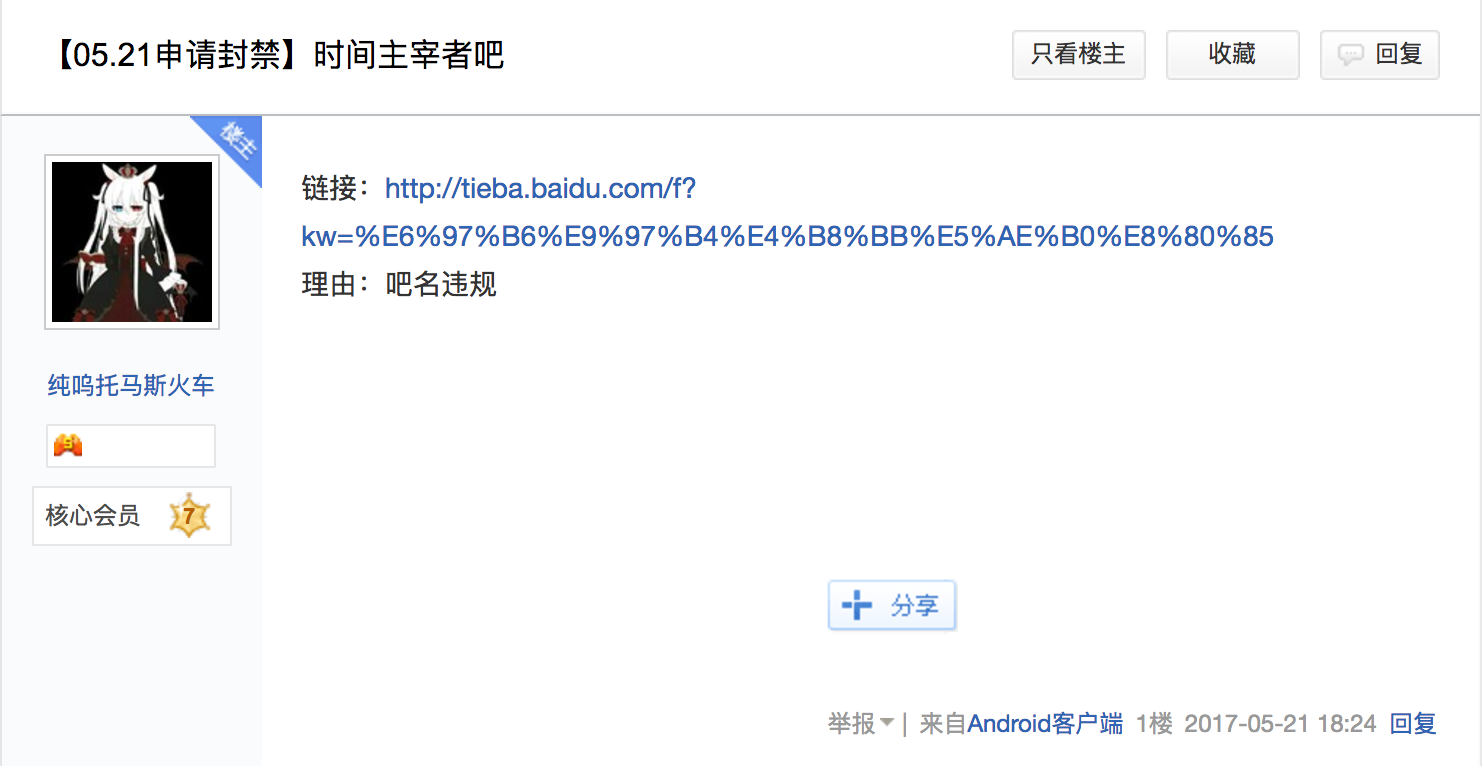 【05.21申请封禁】时间主宰者吧
只看楼主
收藏
回复
楼主
链接：http://tieba.baidu.com/f?
kw=%E6%97%B6%E9%97%B4%E4%B8%BB%E5%AE%B0%E8%80%85
理由：吧名违规
纯呜托马斯火车
9
核心会员 7
分享
举报 | 来自Android客户端 1楼 2017-05-21 18:24 回复